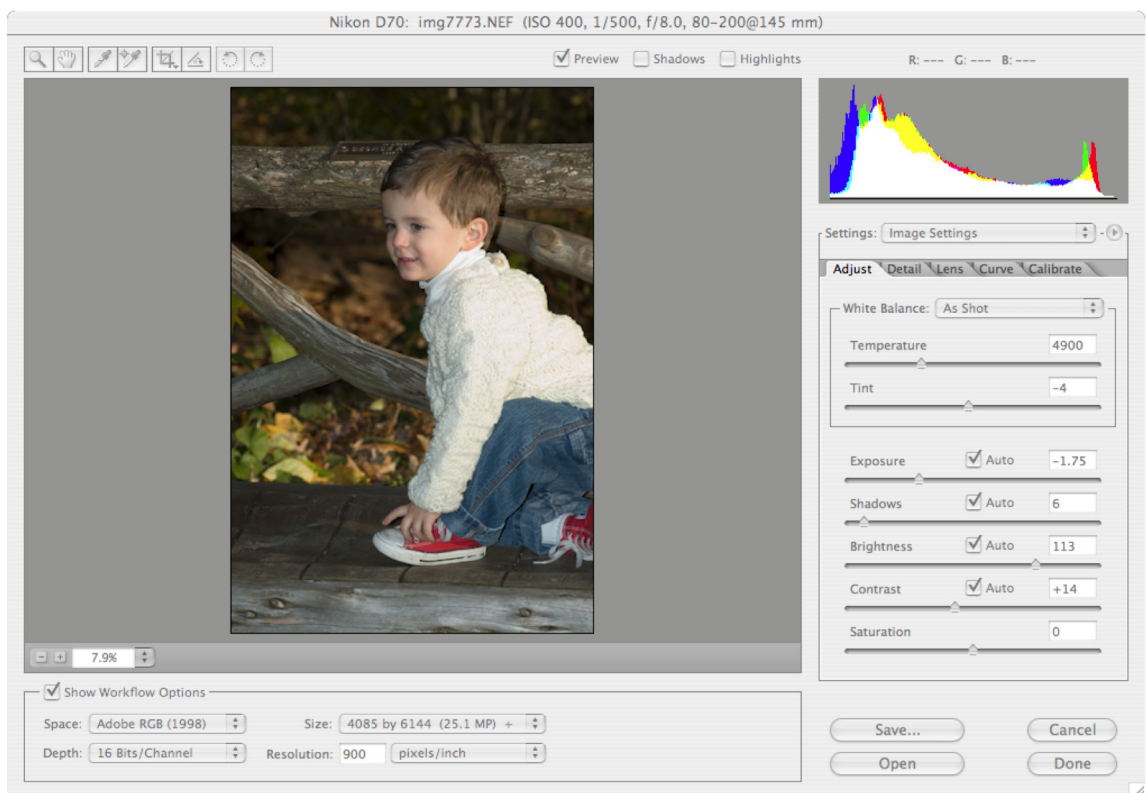 Nikon D70: img7773.NEF (ISO 400, 1/500, f/8.0, 80-200@145 mm)
Preview Shadows Highlights
R: --- G: --- B: ---
Settings: Image Settings
Adjust Detail Lens Curve Calibrate
White Balance: As Shot
Temperature 4900
Tint -4
Exposure Auto -1.75
Shadows Auto 6
Brightness Auto 113
Contrast Auto +14
Saturation 0
7.9%
Show Workflow Options
Space: Adobe RGB (1998) Size: 4085 by 6144 (25.1 MP) +
Depth: 16 Bits/Channel Resolution: 900 pixels/inch
Save... Cancel
Open Done